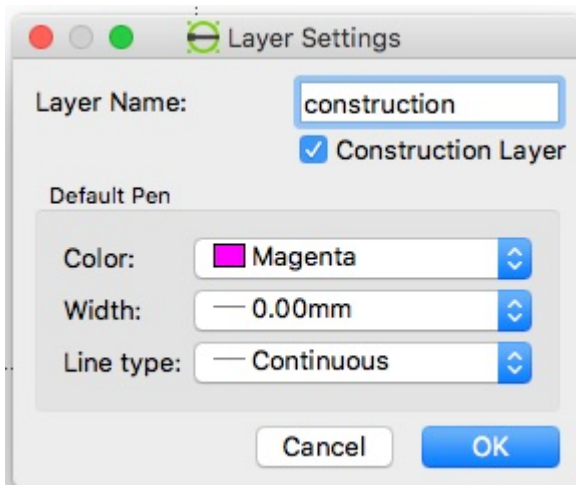 Layer Settings
Layer Name: construction
Construction Layer
Default Pen
Color: Magenta
Width: 0.00mm
Line type: Continuous
Cancel OK